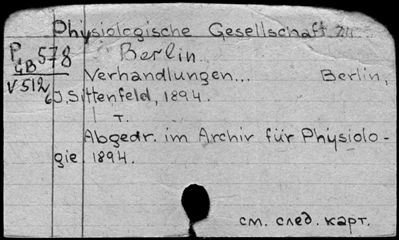 Physiologische Gesellschaft zu
Berlin
P 578
GB
V 512
Verhandlungen... Berlin,
J. Sittenfeld, 1894.
т.
Abgedr. im Archiv für Physiolo-
gie 1894.
см. след. карт.